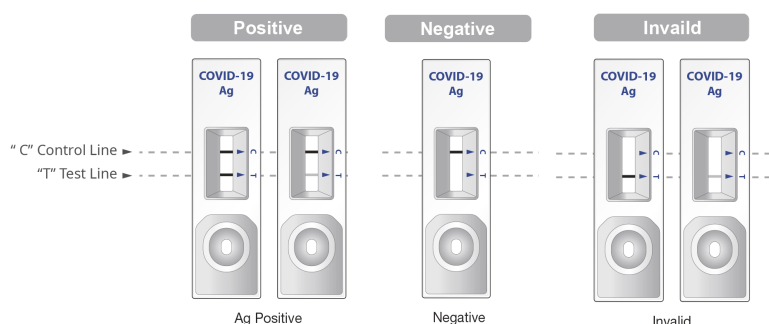 Positive
Negative
Invaild
COVID-19
Ag
COVID-19
Ag
COVID-19
Ag
COVID-19
Ag
COVID-19
Ag
“ C” Control Line
“T” Test Line
C
C
C
C
C
T
T
T
T
T
Ag Positive
Negative
Invalid